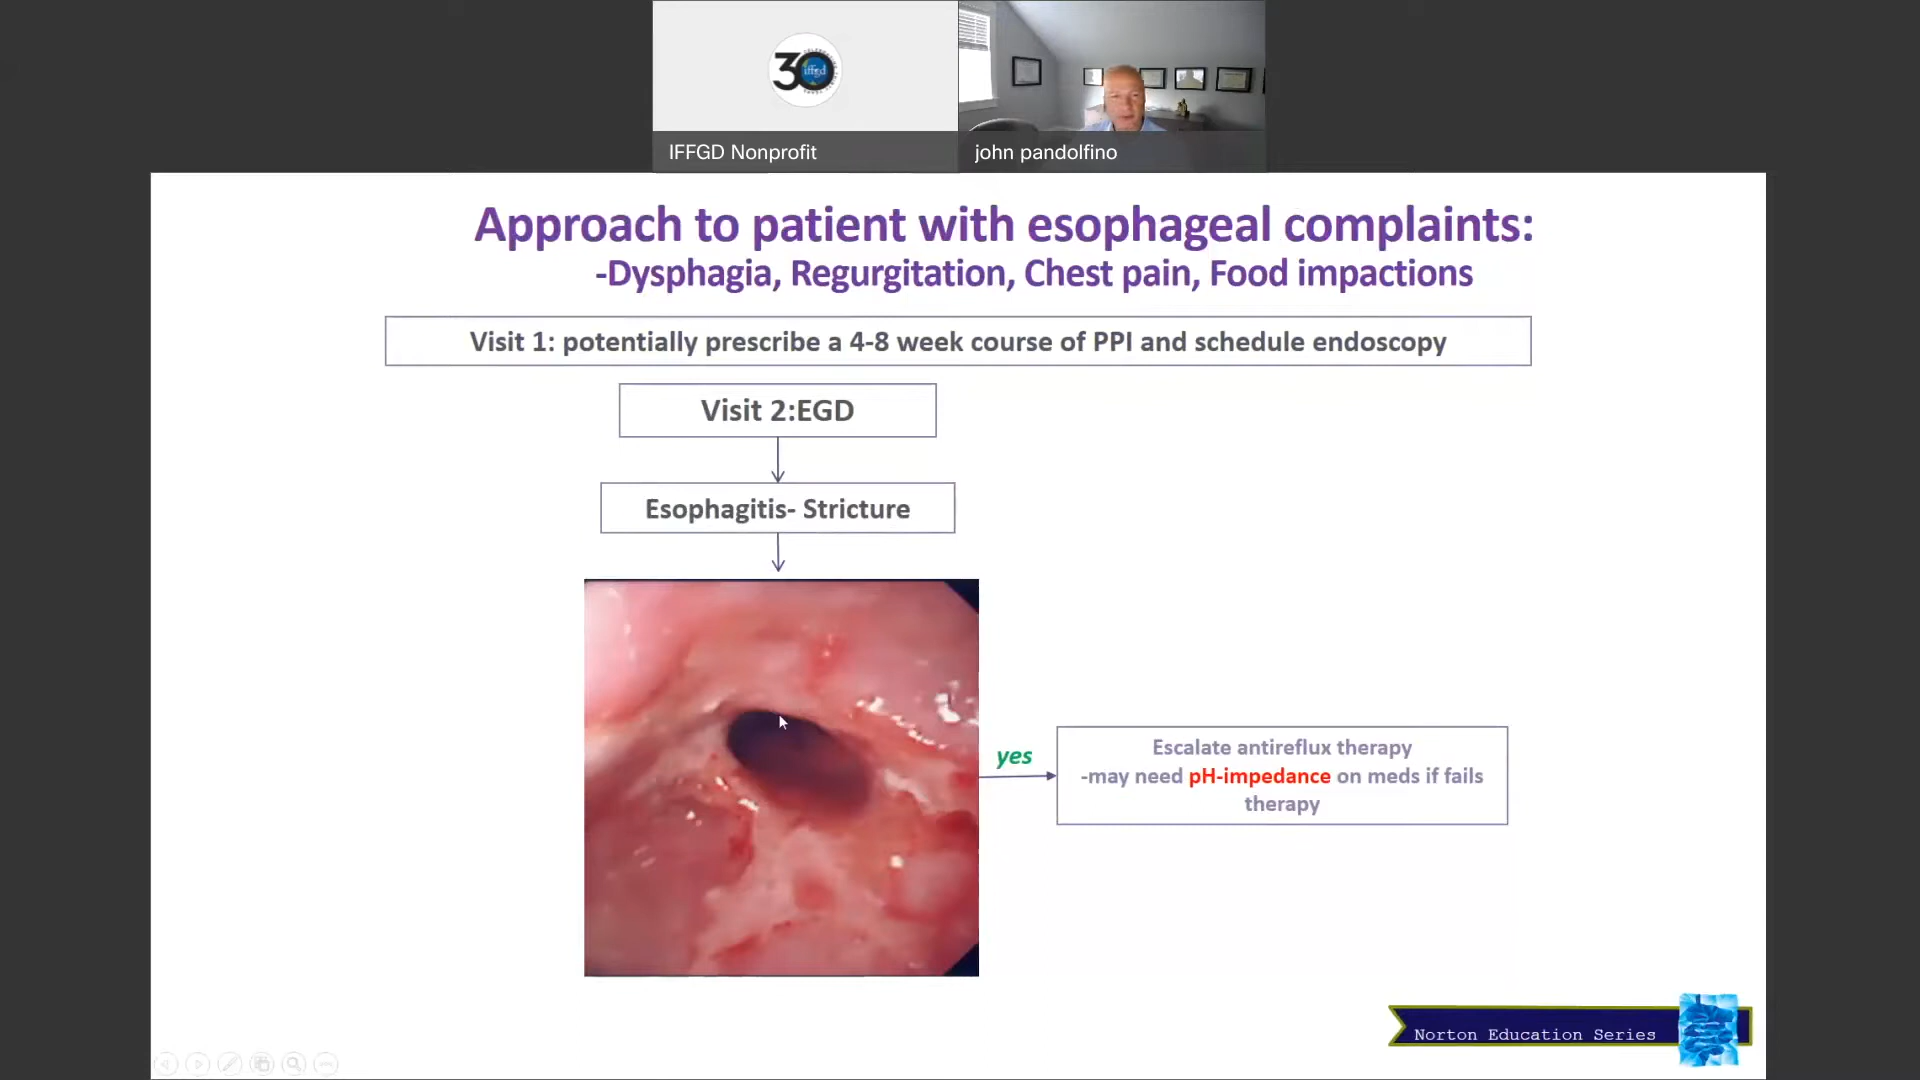 30
iffgd
IFFGD Nonprofit
john pandolfino
Approach to patient with esophageal complaints:
-Dysphagia, Regurgitation, Chest pain, Food impactions
Visit 1: potentially prescribe a 4-8 week course of PPI and schedule endoscopy
Visit 2:EGD
Esophagitis- Stricture
yes
Escalate antireflux therapy
-may need pH-impedance on meds if fails
therapy
Norton Education Series